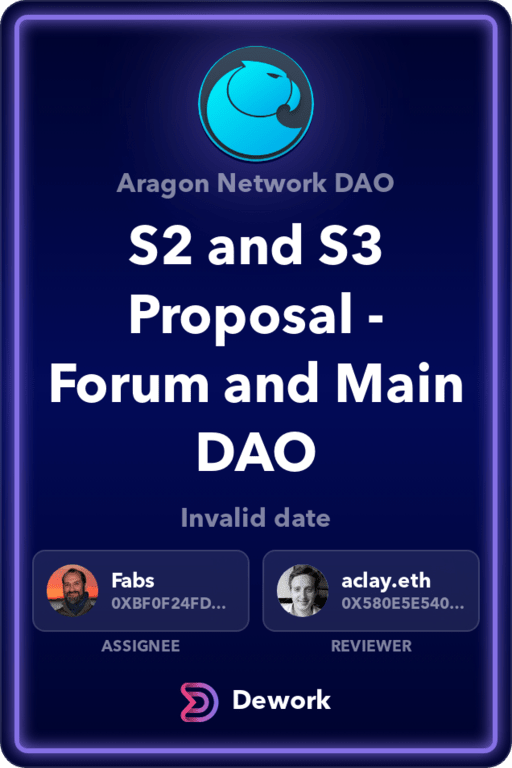 Aragon Network DAO
S2 and S3
Proposal -
Forum and Main
DAO
Invalid date
Fabs
0XBF0F24FD...
aclay.eth
0X580E5E540...
ASSIGNEE
REVIEWER
Dework